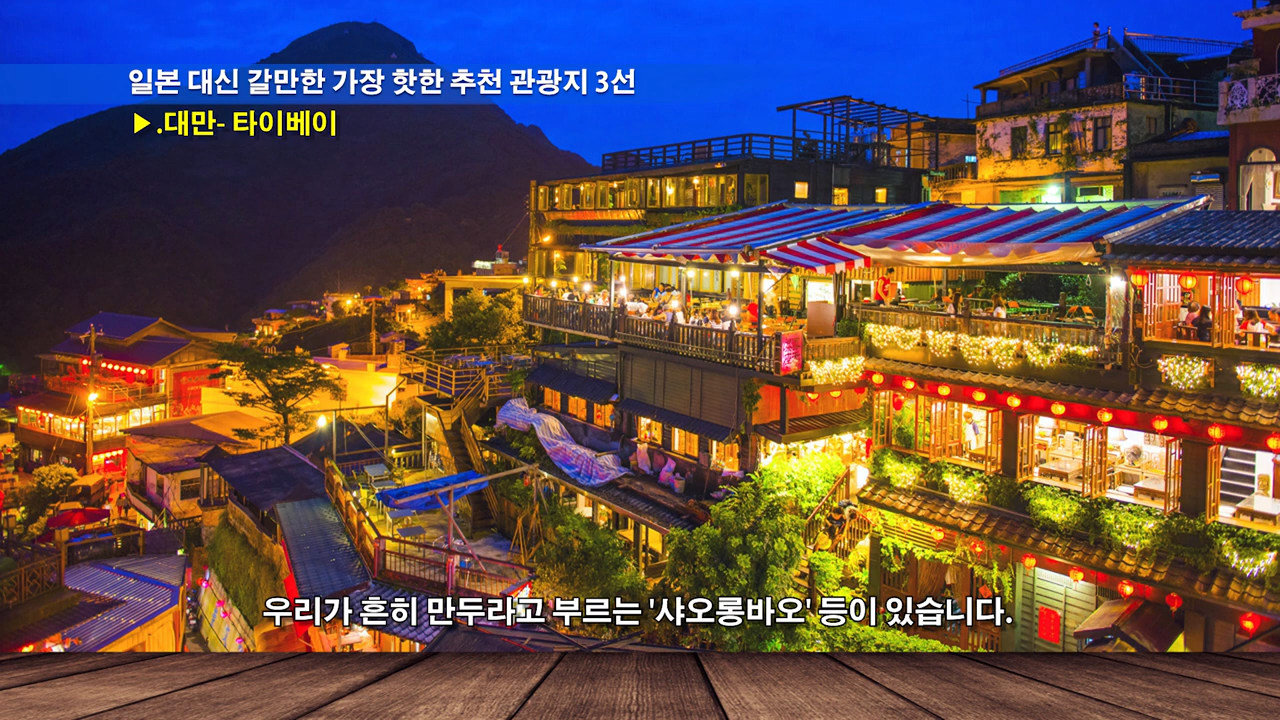 일본 대신 갈만한 가장 핫한 추천 관광지 3선
▶.대만- 타이베이
우리가 흔히 만두라고 부르는 '샤오롱바오' 등이 있습니다.